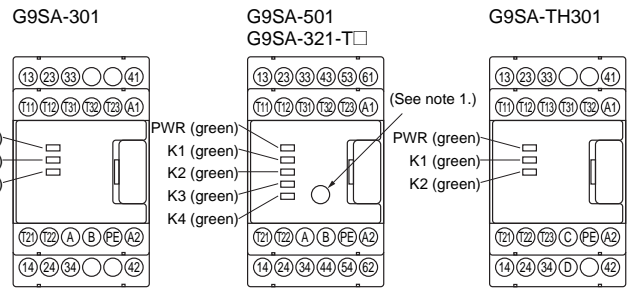 G9SA-301
13 23 33 41
T11 T12 T31 T32 T23 A1
T21 T22 A B PE A2
14 24 34 42
G9SA-501
G9SA-321-T□
13 23 33 43 53 61
T11 T12 T31 T32 T23 A1
(See note 1.)
PWR (green)
K1 (green)
K2 (green)
K3 (green)
K4 (green)
T21 T22 A B PE A2
14 24 34 44 54 62
G9SA-TH301
13 23 33 41
T11 T12 T13 T31 T32 A1
PWR (green)
K1 (green)
K2 (green)
T21 T22 T23 C PE A2
14 24 34 D 42